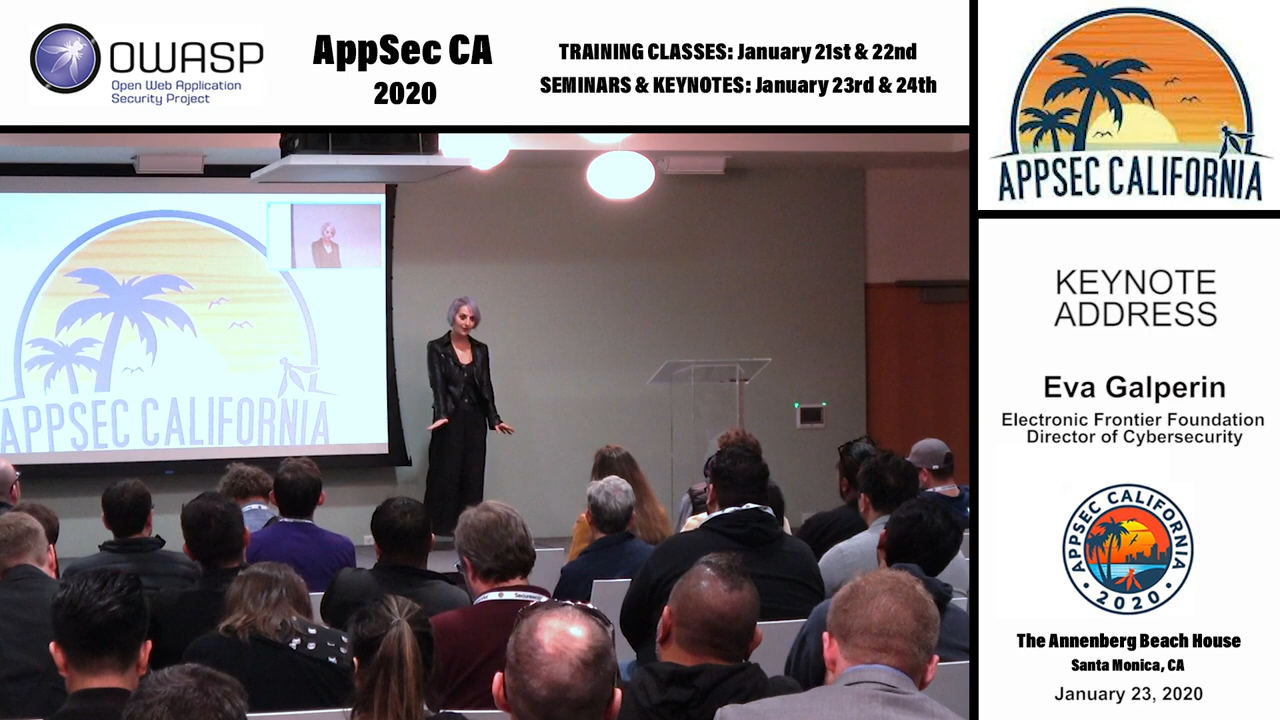 OWASP
Open Web Application
Security Project
AppSec CA
2020
TRAINING CLASSES: January 21st & 22nd
SEMINARS & KEYNOTES: January 23rd & 24th
APPSEC CALIFORNIA
APPSEC CALIFORNIA
KEYNOTE
ADDRESS
Eva Galperin
Electronic Frontier Foundation
Director of Cybersecurity
APPSEC CALIFORNIA
2020
The Annenberg Beach House
Santa Monica, CA
January 23, 2020